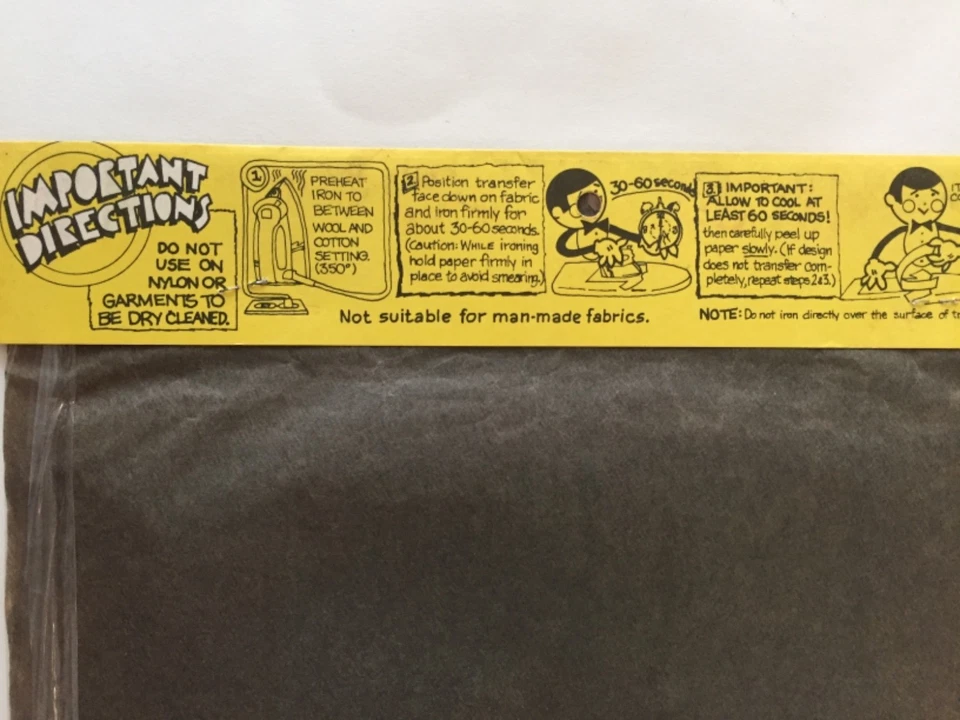 IMPORTANT
DIRECTIONS
DO NOT
USE ON
NYLON OR
GARMENTS TO
BE DRY CLEANED.
1
PREHEAT
IRON TO
BETWEEN
WOOL AND
COTTON
SETTING.
(350°)
2 Position transfer
face down on fabric
and iron firmly for
about 30-60 seconds.
(Caution: While ironing
hold paper firmly in
place to avoid smearing.)
30-60 seconds
3 IMPORTANT:
ALLOW TO COOL AT
LEAST 60 SECONDS!
then carefully peel up
paper slowly. (If design
does not transfer com-
pletely, repeat steps 2&3.)
Not suitable for man-made fabrics.
NOTE: Do not iron directly over the surface of